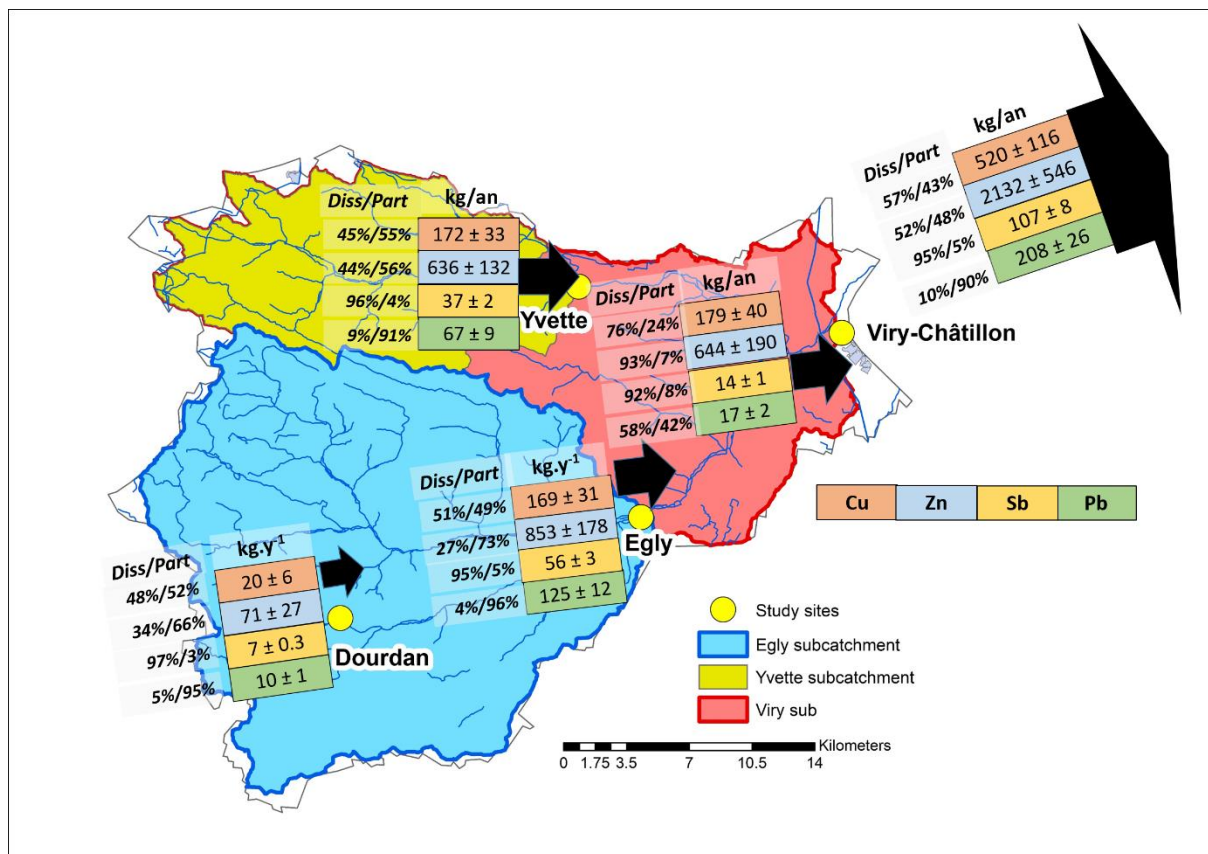 kg/an
Diss/Part
57%/43% 520 ± 116
52%/48% 2132 ± 546
95%/5% 107 ± 8
10%/90% 208 ± 26
Diss/Part kg/an
45%/55% 172 ± 33
44%/56% 636 ± 132
96%/4% 37 ± 2
9%/91% 67 ± 9
Yvette
Diss/Part kg/an
76%/24% 179 ± 40
93%/7% 644 ± 190
92%/8% 14 ± 1
58%/42% 17 ± 2
Viry-Châtillon
Diss/Part kg.y-1
51%/49% 169 ± 31
27%/73% 853 ± 178
95%/5% 56 ± 3
4%/96% 125 ± 12
Egly
Diss/Part kg.y-1
48%/52% 20 ± 6
34%/66% 71 ± 27
97%/3% 7 ± 0.3
5%/95% 10 ± 1
Dourdan
Cu Zn Sb Pb
Study sites
Egly subcatchment
Yvette subcatchment
Viry sub
Kilometers
0 1.75 3.5 7 10.5 14